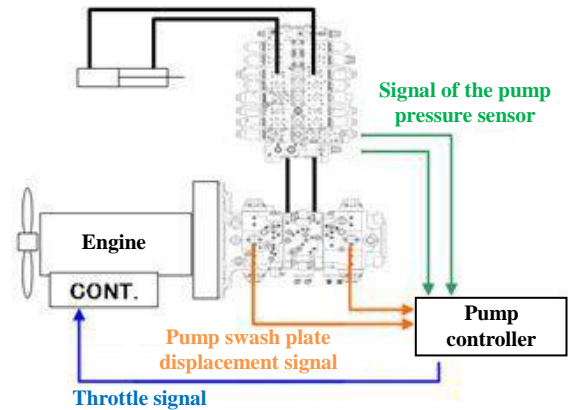 Signal of the pump
pressure sensor
Engine
CONT.
Pump
controller
Pump swash plate
displacement signal
Throttle signal